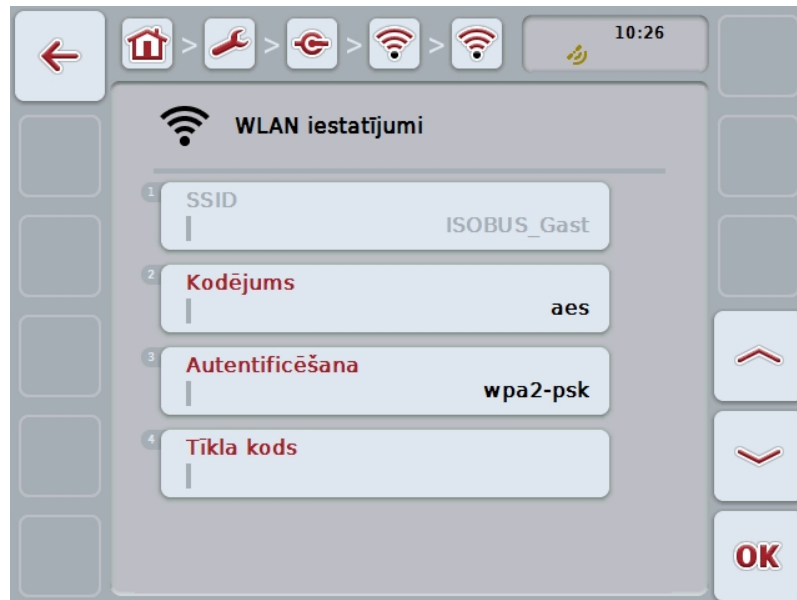 10:26
WLAN iestatījumi
1
SSID
ISOBUS_Gast
2
Kodējums
aes
3
Autentificēšana
wpa2-psk
4
Tīkla kods
OK